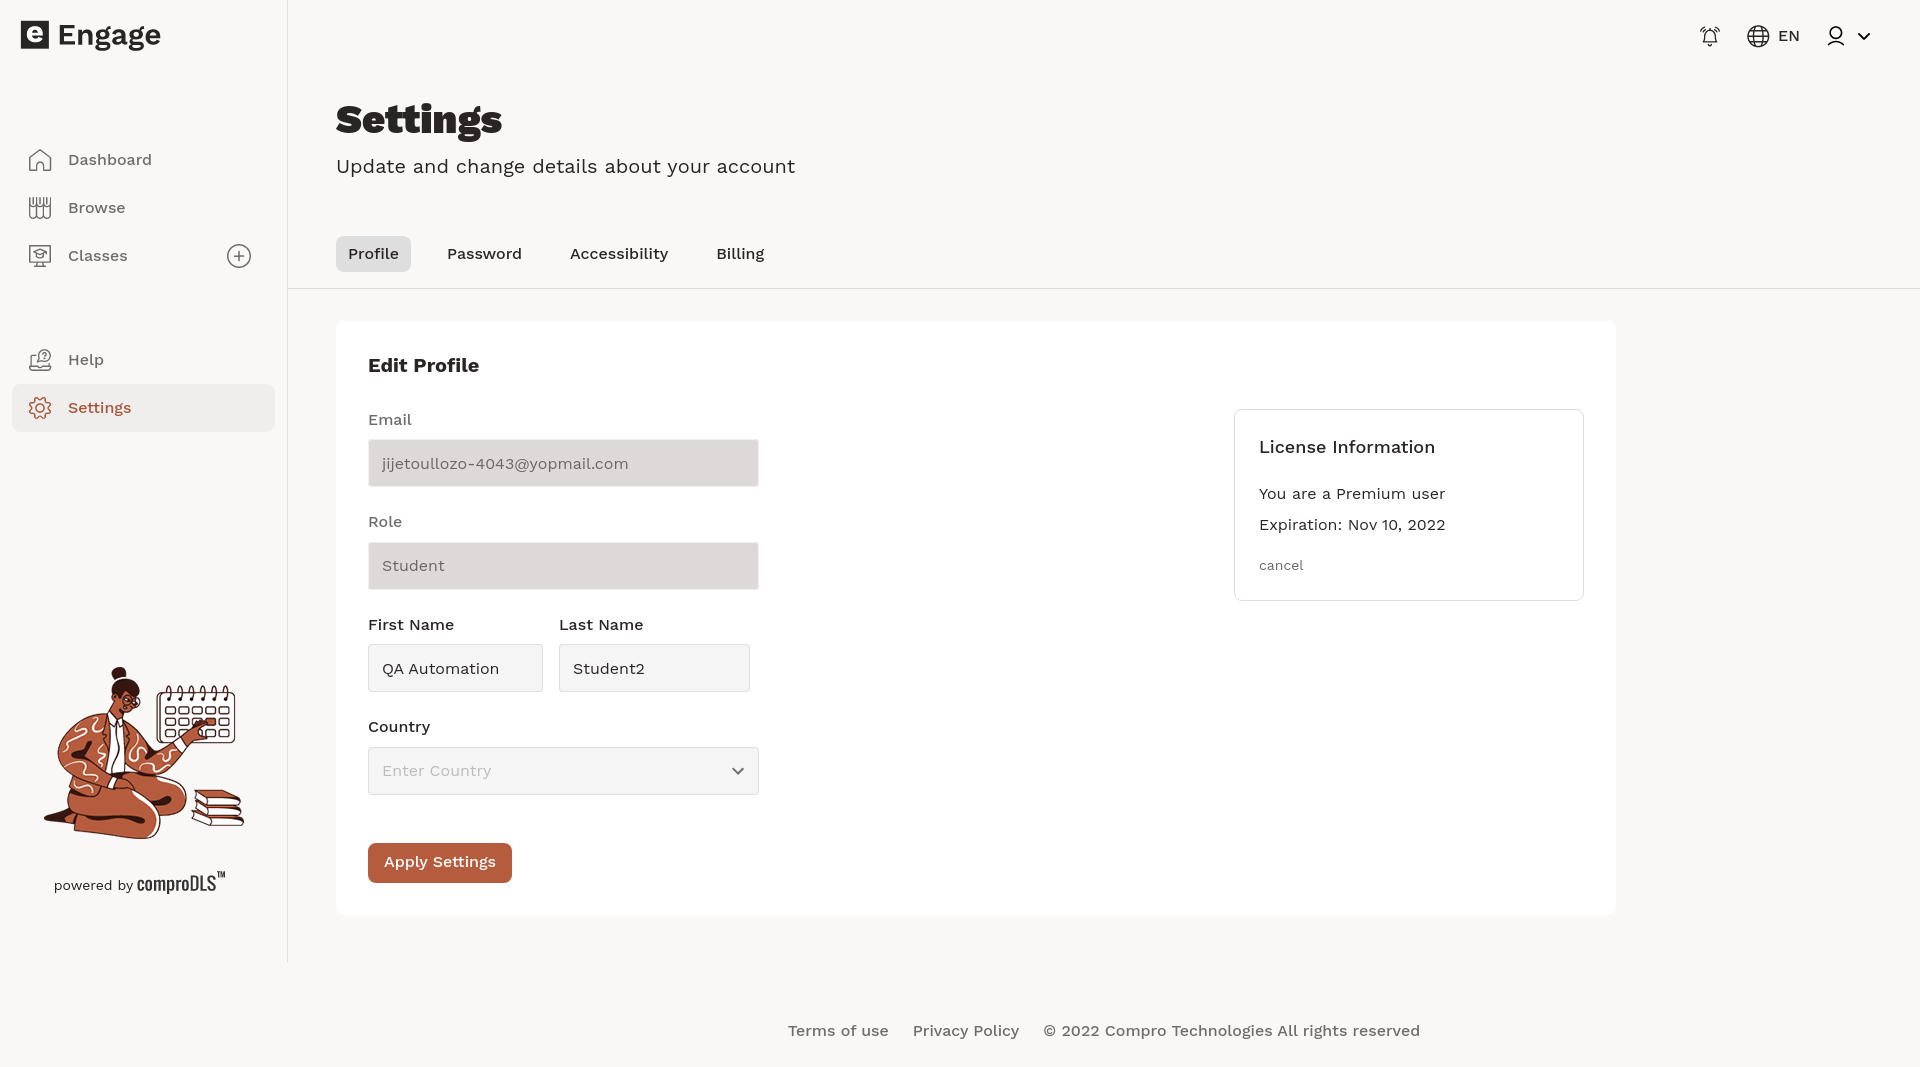 e Engage
EN
Dashboard
Browse
Classes
Help
Settings
powered by comproDLS™
Settings
Update and change details about your account
Profile
Password
Accessibility
Billing
Edit Profile
Email
jijetoullozo-4043@yopmail.com
Role
Student
First Name
Last Name
QA Automation
Student2
Country
Enter Country
Apply Settings
License Information
You are a Premium user
Expiration: Nov 10, 2022
cancel
Terms of use
Privacy Policy
© 2022 Compro Technologies All rights reserved